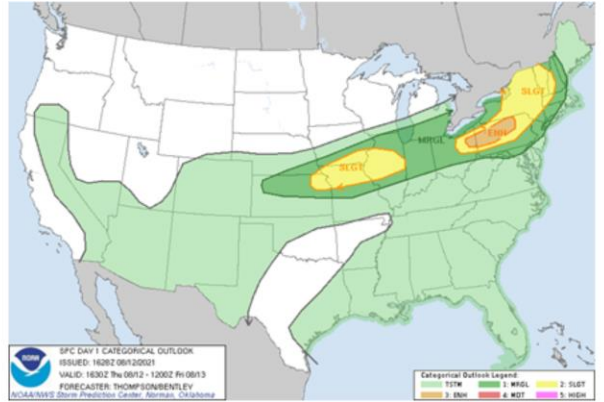 SLGT
ENH
MRGL
SLGT
NOAA
SPC DAY 1 CATEGORICAL OUTLOOK
ISSUED: 1628Z 08/12/2021
VALID: 1630Z Thu 08/12 - 1200Z Fri 08/13
FORECASTER: THOMPSON/BENTLEY
NOAA/NWS Storm Prediction Center, Norman, Oklahoma
Categorical Outlook Legend:
TSTM 1: MRGL 2: SLGT
3: ENH 4: MDT 5: HIGH